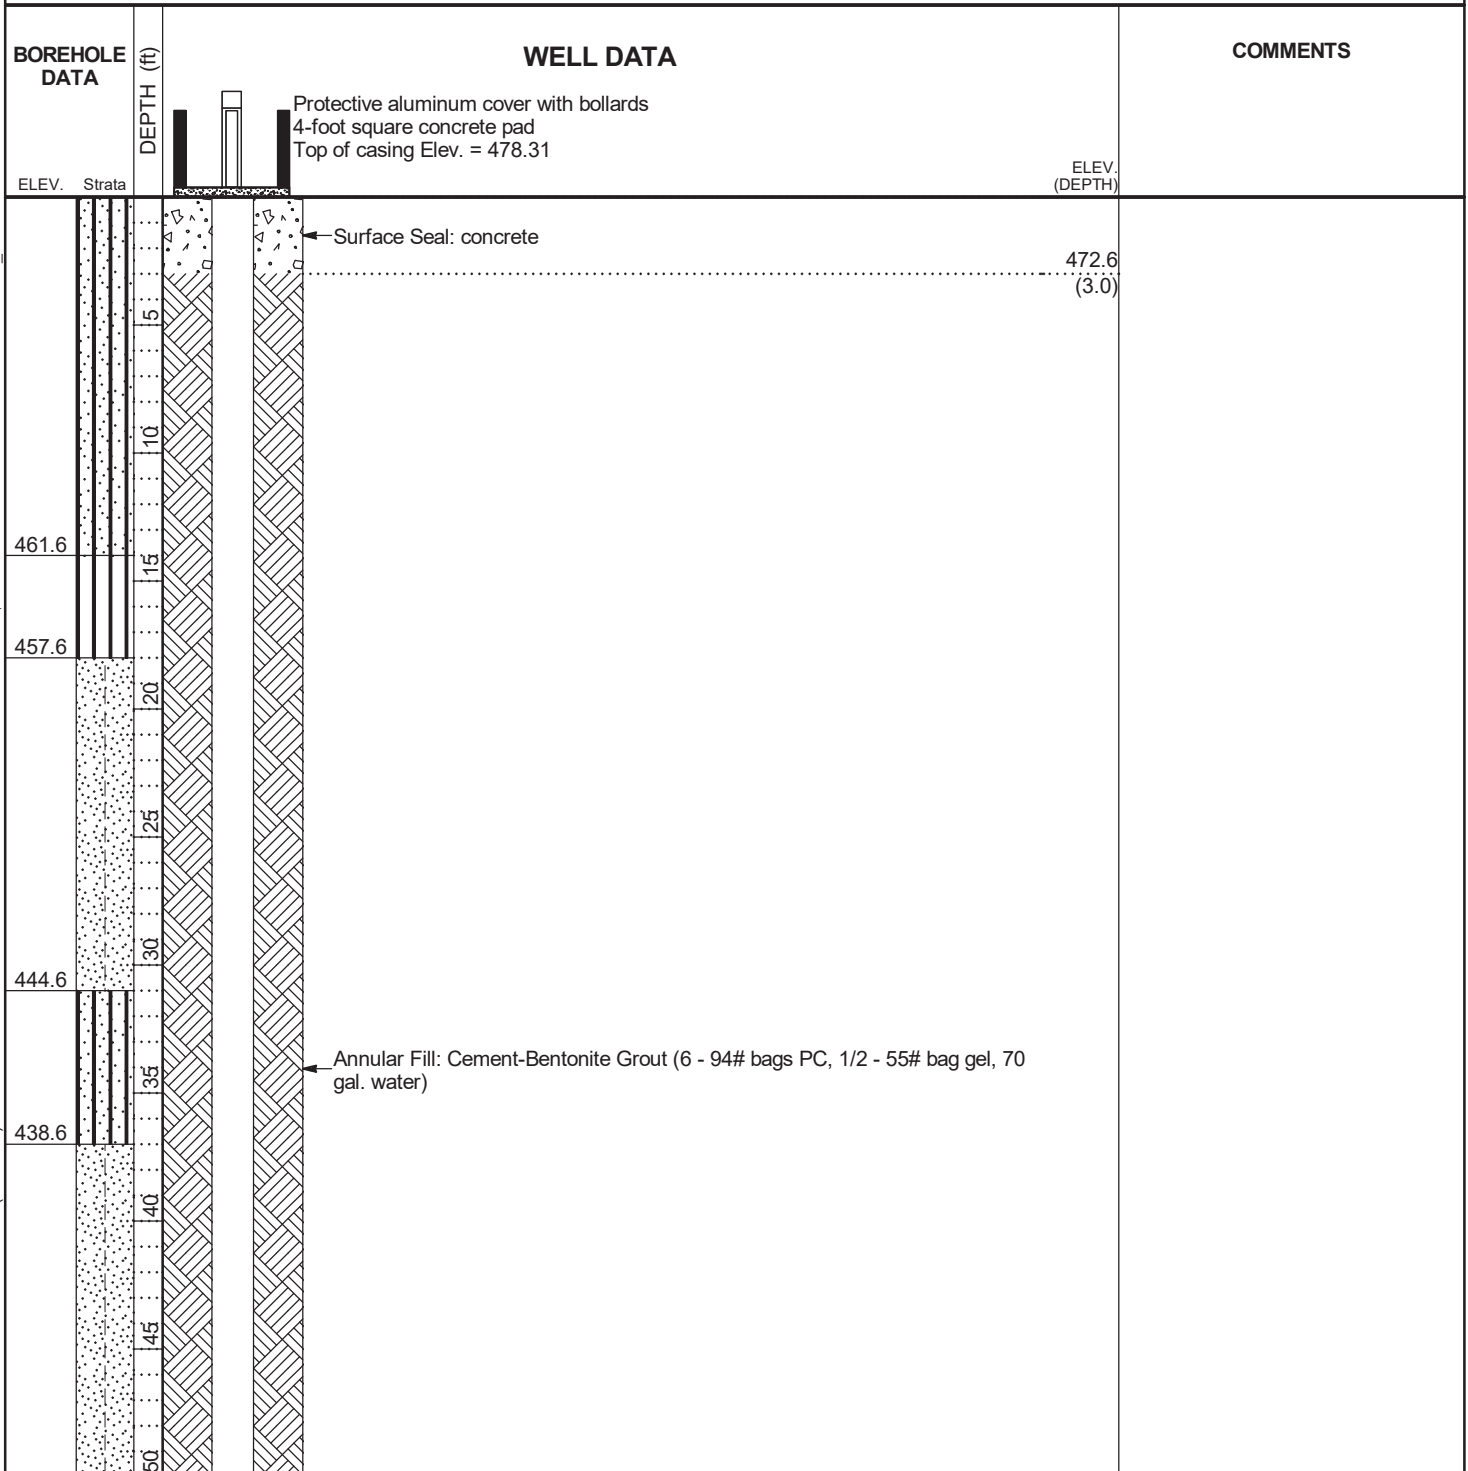 BOREHOLE
DATA
DEPTH (ft)
WELL DATA
COMMENTS
Protective aluminum cover with bollards
4-foot square concrete pad
Top of casing Elev. = 478.31
ELEV. Strata
ELEV.
(DEPTH)
Surface Seal: concrete
472.6
(3.0)
5
10
461.6
15
457.6
20
25
30
444.6
Annular Fill: Cement-Bentonite Grout (6 - 94# bags PC, 1/2 - 55# bag gel, 70
gal. water)
35
438.6
40
45
50